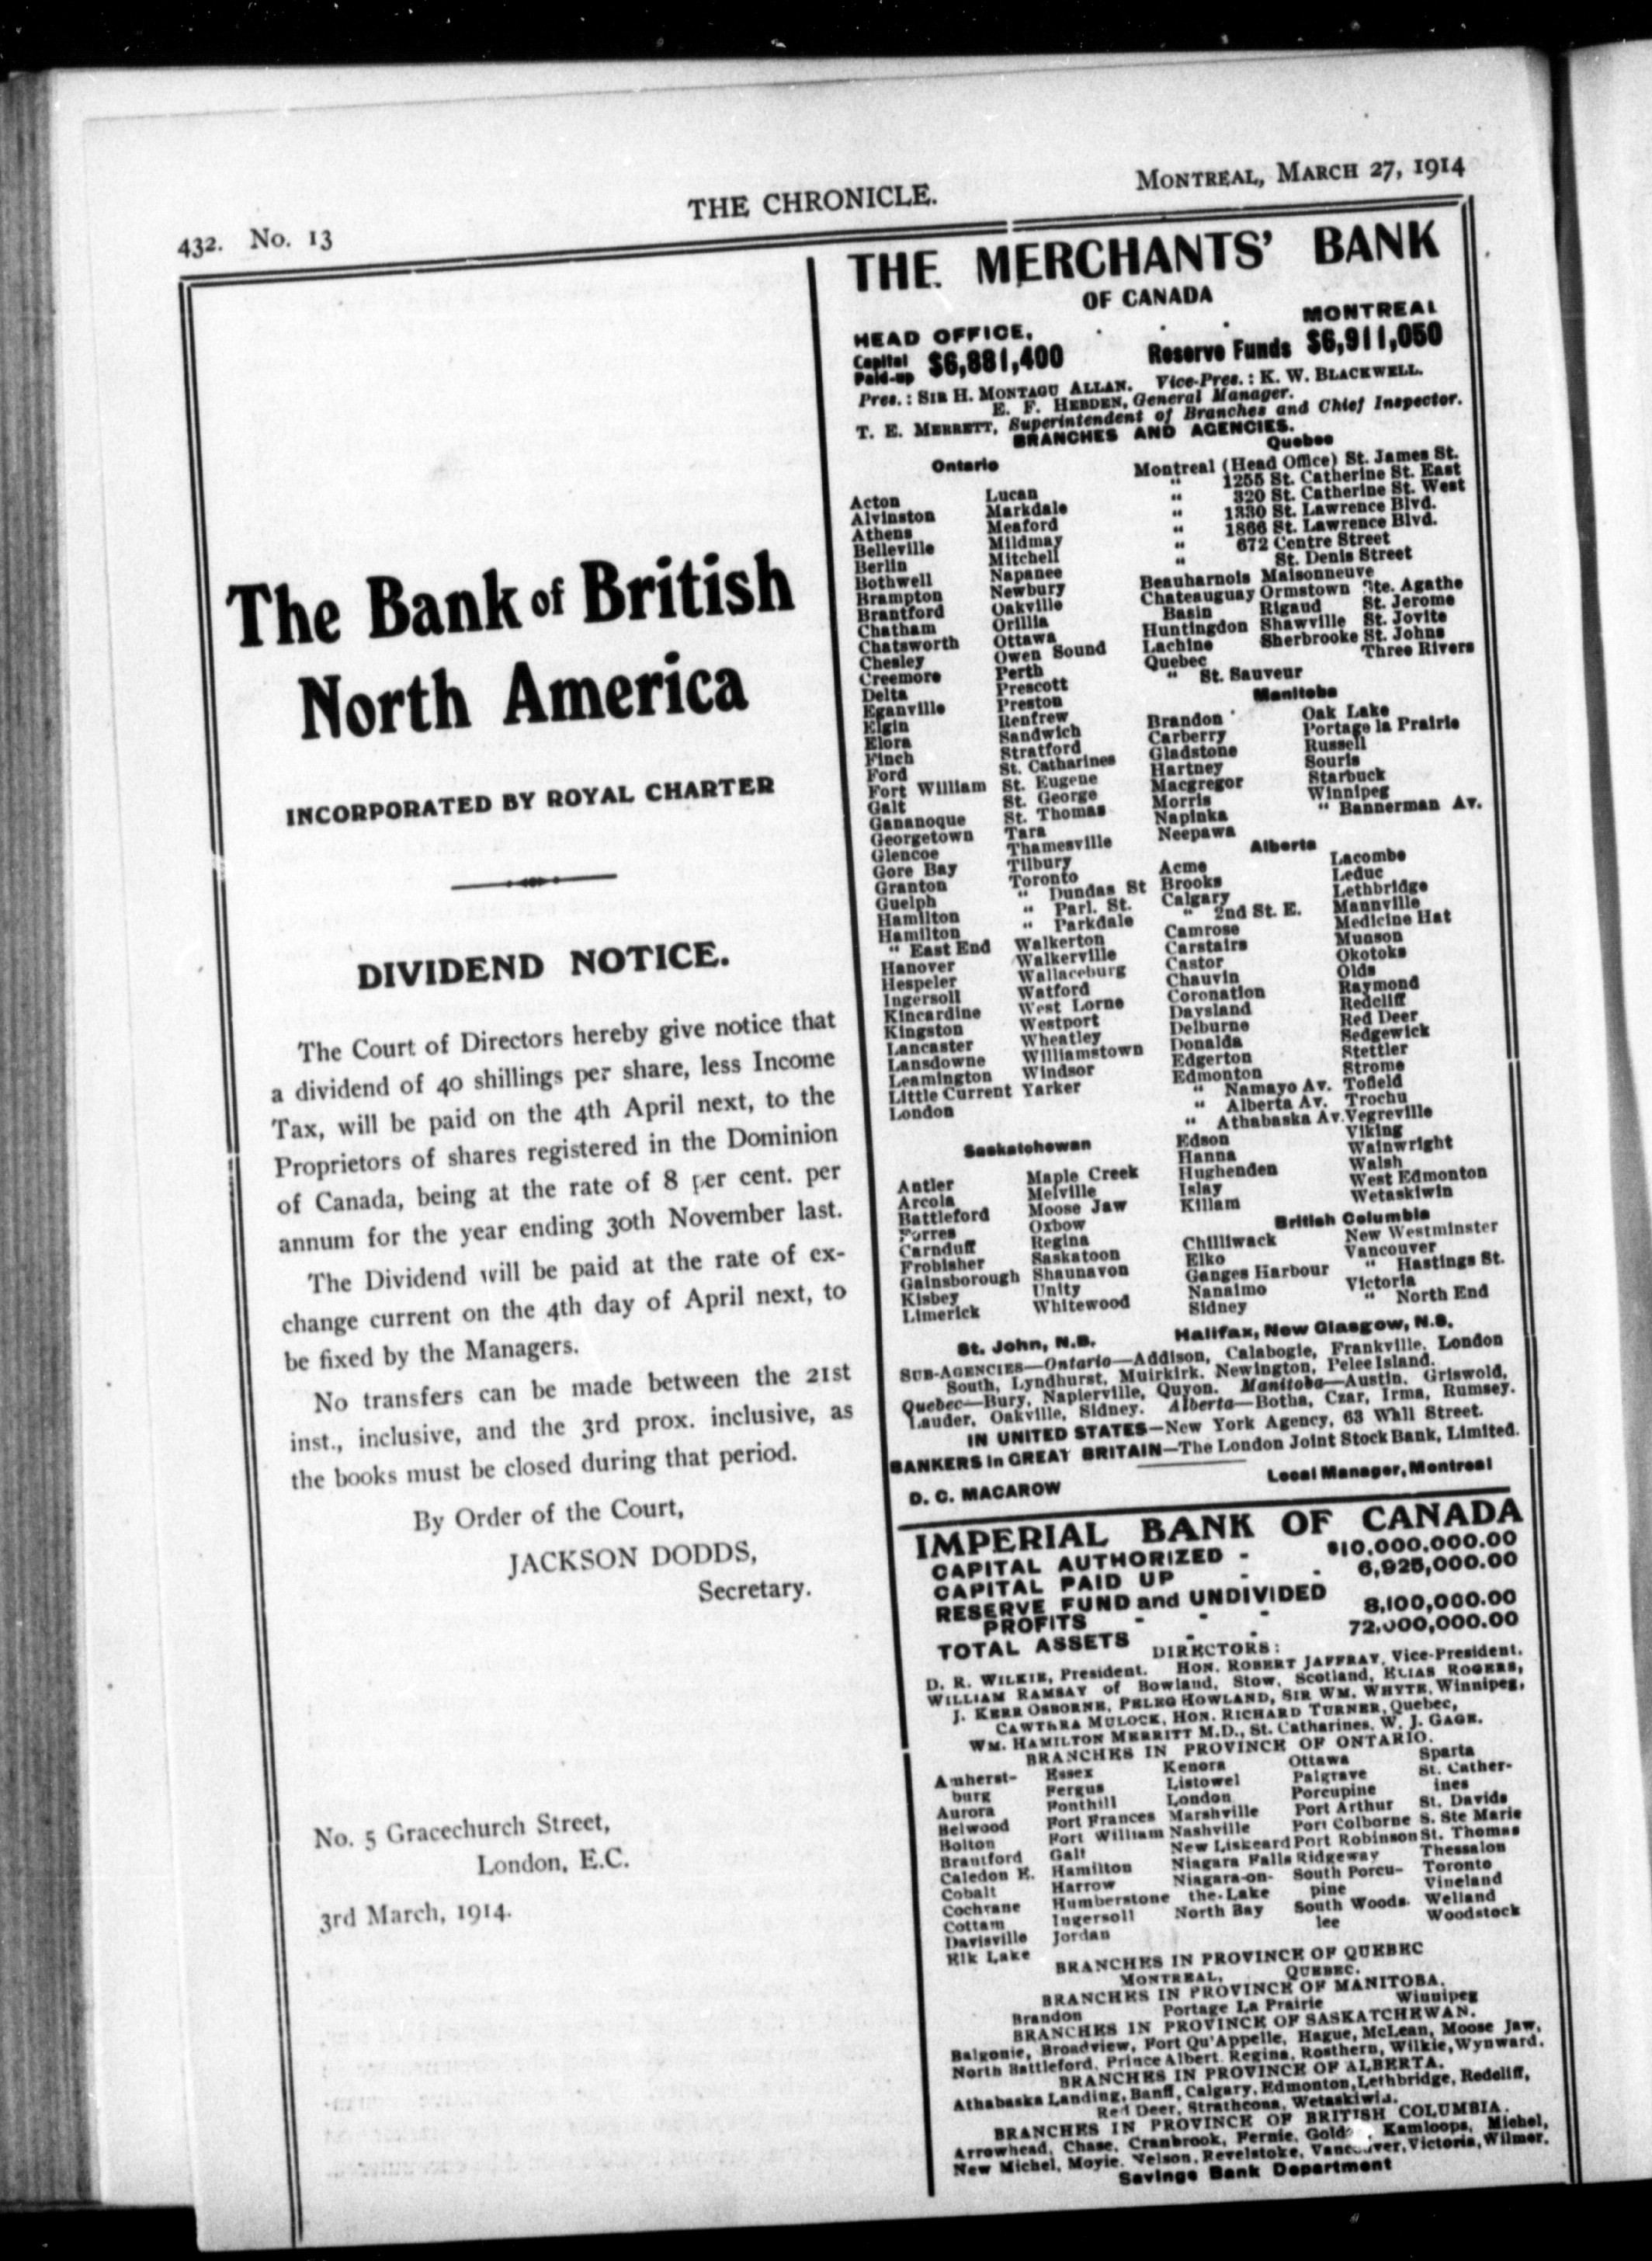 432. No. 13
THE CHRONICLE.
MONTREAL, MARCH 27, 1914
The Bank of British
North America
INCORPORATED BY ROYAL CHARTER
DIVIDEND NOTICE.
The Court of Directors hereby give notice that
a dividend of 40 shillings per share, less Income
Tax, will be paid on the 4th April next, to the
Proprietors of shares registered in the Dominion
of Canada, being at the rate of 8 per cent. per
annum for the year ending 30th November last.
The Dividend will be paid at the rate of ex-
change current on the 4th day of April next, to
be fixed by the Managers.
No transfers can be made between the 21st
inst., inclusive, and the 3rd prox. inclusive, as
the books must be closed during that period.
By Order of the Court,
JACKSON DODDS,
Secretary.
No. 5 Gracechurch Street,
London, E.C.
3rd March, 1914.
THE MERCHANTS' BANK
OF CANADA
HEAD OFFICE, . . . MONTREAL
Capital Paid-up $6,881,400 Reserve Funds $6,911,050
Pres.: SIR H. MONTAGU ALLAN. Vice-Pres.: K. W. BLACKWELL.
E. F. HEBDEN, General Manager.
T. E. MERRETT, Superintendent of Branches and Chief Inspector.
BRANCHES AND AGENCIES.
Ontario
Acton
Alvinston
Athens
Belleville
Berlin
Bothwell
Brampton
Brantford
Chatham
Chatsworth
Chesley
Creemore
Delta
Eganville
Elgin
Elora
Finch
Ford
Fort William
Galt
Gananoque
Georgetown
Glencoe
Gore Bay
Granton
Guelph
Hamilton
Hamilton
" East End
Hanover
Hespeler
Ingersoll
Kincardine
Kingston
Lancaster
Lansdowne
Leamington
Little Current
London
Lucan
Markdale
Meaford
Mildmay
Mitchell
Napanee
Newbury
Oakville
Orillia
Ottawa
Owen Sound
Perth
Prescott
Preston
Renfrew
Sandwich
Stratford
St. Catharines
St. Eugene
St. George
St. Thomas
Tara
Thamesville
Tilbury
Toronto
" Dundas St
" Parl. St.
" Parkdale
Walkerton
Walkerville
Wallaceburg
Watford
West Lorne
Westport
Wheatley
Williamstown
Windsor
Yarker
Quebec
Montreal (Head Office) St. James St.
" 1255 St. Catherine St. East
" 320 St. Catherine St. West
" 1330 St. Lawrence Blvd.
" 1866 St. Lawrence Blvd.
" 672 Centre Street
" St. Denis Street
Beauharnois Maisonneuve
Chateauguay Ormstown Ste. Agathe
Basin Rigaud St. Jerome
Huntingdon Shawville St. Jovite
Lachine Sherbrooke St. Johns
Quebec Three Rivers
" St. Sauveur
Manitoba
Brandon Oak Lake
Carberry Portage la Prairie
Gladstone Russell
Hartney Souris
Macgregor Starbuck
Morris Winnipeg
Napinka " Bannerman Av.
Neepawa
Alberta
Acme
Brooks
Calgary
" 2nd St. E.
Camrose
Carstairs
Castor
Chauvin
Coronation
Daysland
Delburne
Donalda
Edgerton
Edmonton
" Namayo Av.
" Alberta Av.
" Athabaska Av.
Edson
Hanna
Hughenden
Islay
Killam
Lacombe
Leduc
Lethbridge
Mannville
Medicine Hat
Munson
Okotoks
Olds
Raymond
Redcliff
Red Deer
Sedgewick
Stettler
Strome
Tofield
Trochu
Vegreville
Viking
Wainwright
Walsh
West Edmonton
Wetaskiwin
Saskatchewan
Antler Maple Creek
Arcola Melville
Battleford Moose Jaw
Forres Oxbow
Carnduff Regina
Frobisher Saskatoon
Gainsborough Shaunavon
Kisbey Unity
Limerick Whitewood
British Columbia
Chilliwack New Westminster
Elko Vancouver
Ganges Harbour " Hastings St.
Nanaimo Victoria
Sidney " North End
St. John, N.B. Halifax, New Glasgow, N.S.
SUB-AGENCIES—Ontario—Addison, Calabogie, Frankville, London
South, Lyndhurst, Muirkirk, Newington, Pelee Island.
Quebec—Bury, Napierville, Quyon. Manitoba—Austin, Griswold,
Lauder, Oakville, Sidney. Alberta—Botha, Czar, Irma, Rumsey.
IN UNITED STATES—New York Agency, 63 Wall Street.
BANKERS in GREAT BRITAIN—The London Joint Stock Bank, Limited.
D. C. MACAROW Local Manager, Montreal
IMPERIAL BANK OF CANADA
CAPITAL AUTHORIZED - $10,000,000.00
CAPITAL PAID UP - - 6,925,000.00
RESERVE FUND and UNDIVIDED
PROFITS - - - 8,100,000.00
TOTAL ASSETS - - 72,000,000.00
DIRECTORS:
D. R. WILKIE, President. HON. ROBERT JAFFRAY, Vice-President.
WILLIAM RAMSAY of Bowland, Stow, Scotland, ELIAS ROGERS,
J. KERR OSBORNE, PELEG HOWLAND, SIR WM. WHYTE, Winnipeg,
CAWTHRA MULOCK, HON. RICHARD TURNER, Quebec,
WM. HAMILTON MERRITT M.D., St. Catharines, W. J. GAGE.
BRANCHES IN PROVINCE OF ONTARIO.
Amherst-
burg
Aurora
Belwood
Bolton
Brantford
Caledon E.
Cobalt
Cochrane
Cottam
Davisville
Elk Lake
Essex
Fergus
Fonthill
Fort Frances
Fort William
Galt
Hamilton
Harrow
Humberstone
Ingersoll
Jordan
Kenora
Listowel
London
Marshville
Nashville
New Liskeard
Niagara Falls
Niagara-on-
the-Lake
North Bay
Ottawa
Palgrave
Porcupine
Port Arthur
Port Colborne
Port Robinson
Ridgeway
South Porcu-
pine
South Woods-
lee
Sparta
St. Cather-
ines
St. Davids
S. Ste Marie
St. Thomas
Thessalon
Toronto
Vineland
Welland
Woodstock
BRANCHES IN PROVINCE OF QUEBEC
MONTREAL, QUEBEC.
BRANCHES IN PROVINCE OF MANITOBA.
Brandon Portage La Prairie Winnipeg
BRANCHES IN PROVINCE OF SASKATCHEWAN.
Balgonie, Broadview, Fort Qu'Appelle, Hague, McLean, Moose Jaw,
North Battleford, Prince Albert, Regina, Rosthern, Wilkie, Wynward.
BRANCHES IN PROVINCE OF ALBERTA.
Athabaska Landing, Banff, Calgary, Edmonton, Lethbridge, Redcliff,
Red Deer, Strathcona, Wetaskiwin.
BRANCHES IN PROVINCE OF BRITISH COLUMBIA.
Arrowhead, Chase, Cranbrook, Fernie, Golden, Kamloops, Michel,
New Michel, Moyie, Nelson, Revelstoke, Vancouver, Victoria, Wilmer.
Savings Bank Department